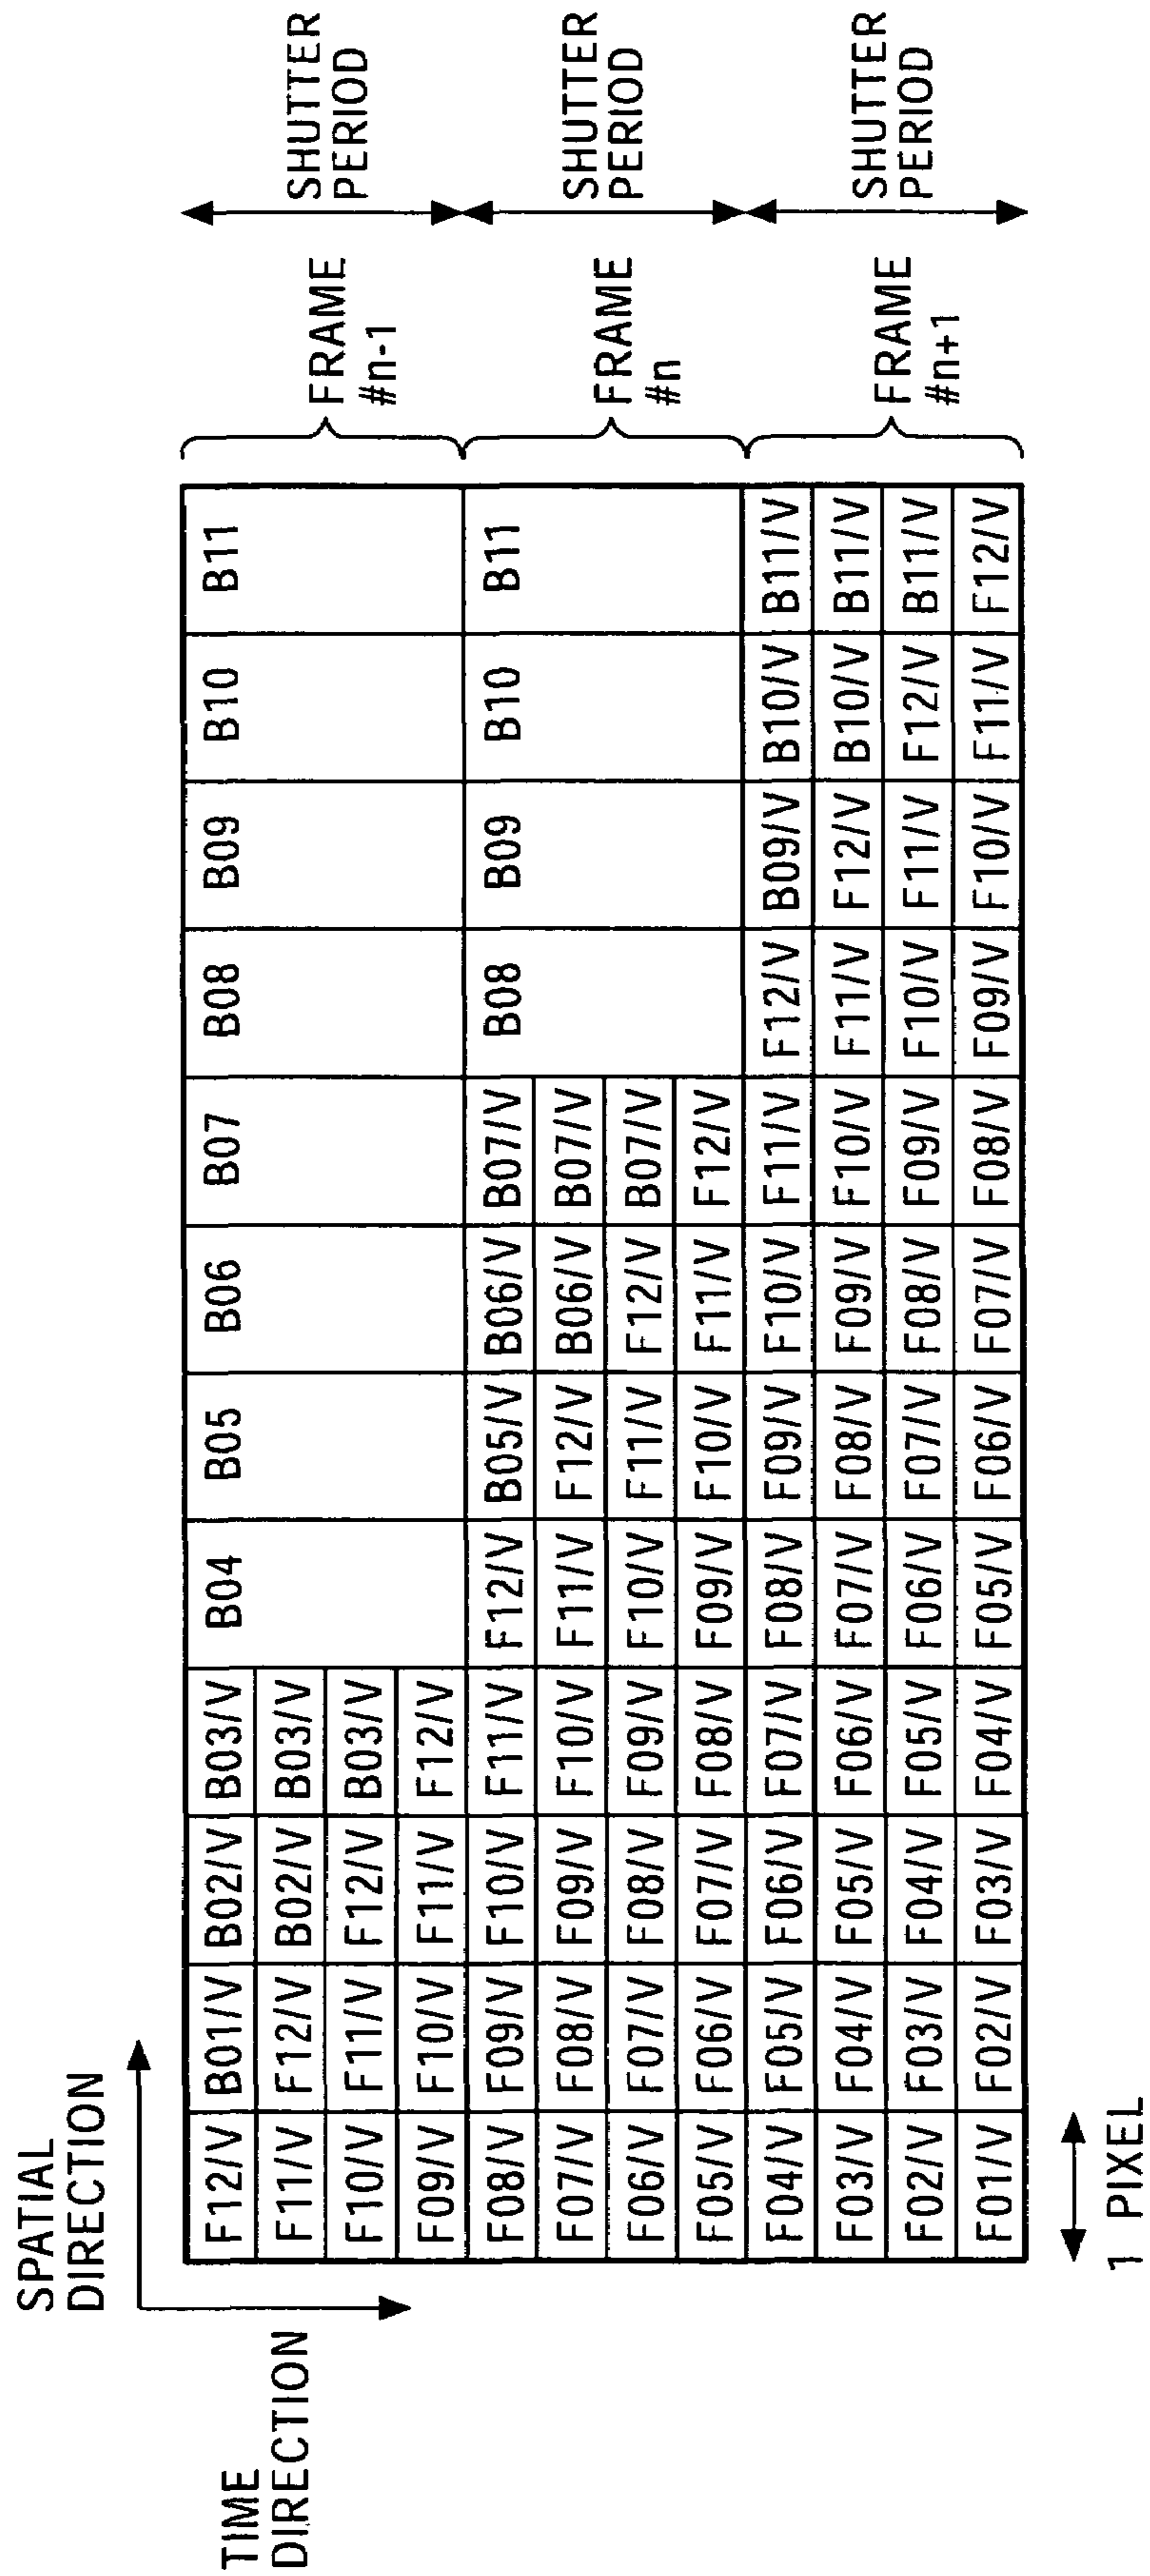 SPATIAL
DIRECTION
TIME
DIRECTION
F12/V B01/V B02/V B03/V B04 B05 B06 B07 B08 B09 B10 B11
F11/V F12/V B02/V B03/V
F10/V F11/V F12/V B03/V
F09/V F10/V F11/V F12/V
FRAME
#n-1
SHUTTER
PERIOD
F08/V F09/V F10/V F11/V F12/V B05/V B06/V B07/V B08 B09 B10 B11
F07/V F08/V F09/V F10/V F11/V F12/V B06/V B07/V
F06/V F07/V F08/V F09/V F10/V F11/V F12/V B07/V
F05/V F06/V F07/V F08/V F09/V F10/V F11/V F12/V
FRAME
#n
SHUTTER
PERIOD
F04/V F05/V F06/V F07/V F08/V F09/V F10/V F11/V F12/V B09/V B10/V B11/V
F03/V F04/V F05/V F06/V F07/V F08/V F09/V F10/V F11/V F12/V B10/V B11/V
F02/V F03/V F04/V F05/V F06/V F07/V F08/V F09/V F10/V F11/V F12/V B11/V
F01/V F02/V F03/V F04/V F05/V F06/V F07/V F08/V F09/V F10/V F11/V F12/V
FRAME
#n+1
SHUTTER
PERIOD
1 PIXEL